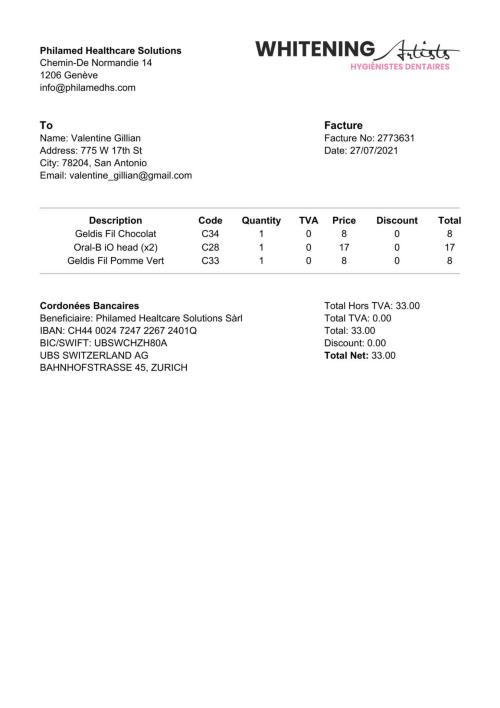 WHITENING Artists
HYGIÉNISTES DENTAIRES
Philamed Healthcare Solutions
Chemin-De Normandie 14
1206 Genève
info@philamedhs.com
To
Name: Valentine Gillian
Address: 775 W 17th St
City: 78204, San Antonio
Email: valentine_gillian@gmail.com
Facture
Facture No: 2773631
Date: 27/07/2021
Description Code Quantity TVA Price Discount Total
Geldis Fil Chocolat C34 1 0 8 0 8
Oral-B iO head (x2) C28 1 0 17 0 17
Geldis Fil Pomme Vert C33 1 0 8 0 8
Cordonées Bancaires
Beneficiaire: Philamed Healtcare Solutions Sàrl
IBAN: CH44 0024 7247 2267 2401Q
BIC/SWIFT: UBSWCHZH80A
UBS SWITZERLAND AG
BAHNHOFSTRASSE 45, ZURICH
Total Hors TVA: 33.00
Total TVA: 0.00
Total: 33.00
Discount: 0.00
Total Net: 33.00